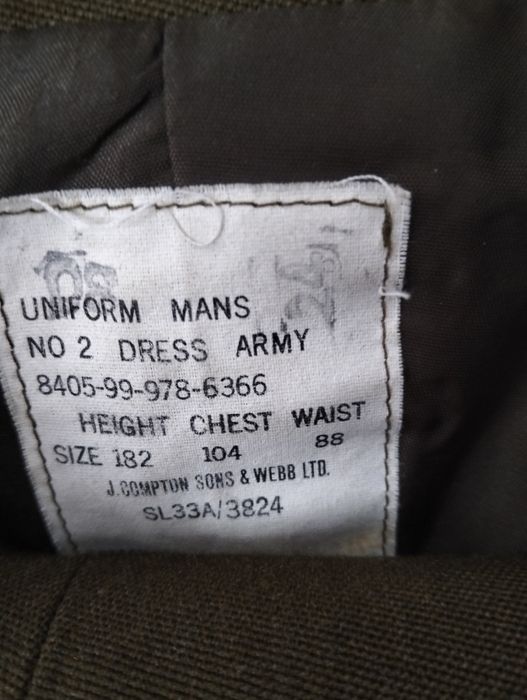 UNIFORM MANS
NO 2 DRESS ARMY
8405-99-978-6366
HEIGHT CHEST WAIST
SIZE 182 104 88
J. COMPTON SONS & WEBB LTD.
SL33A/3824